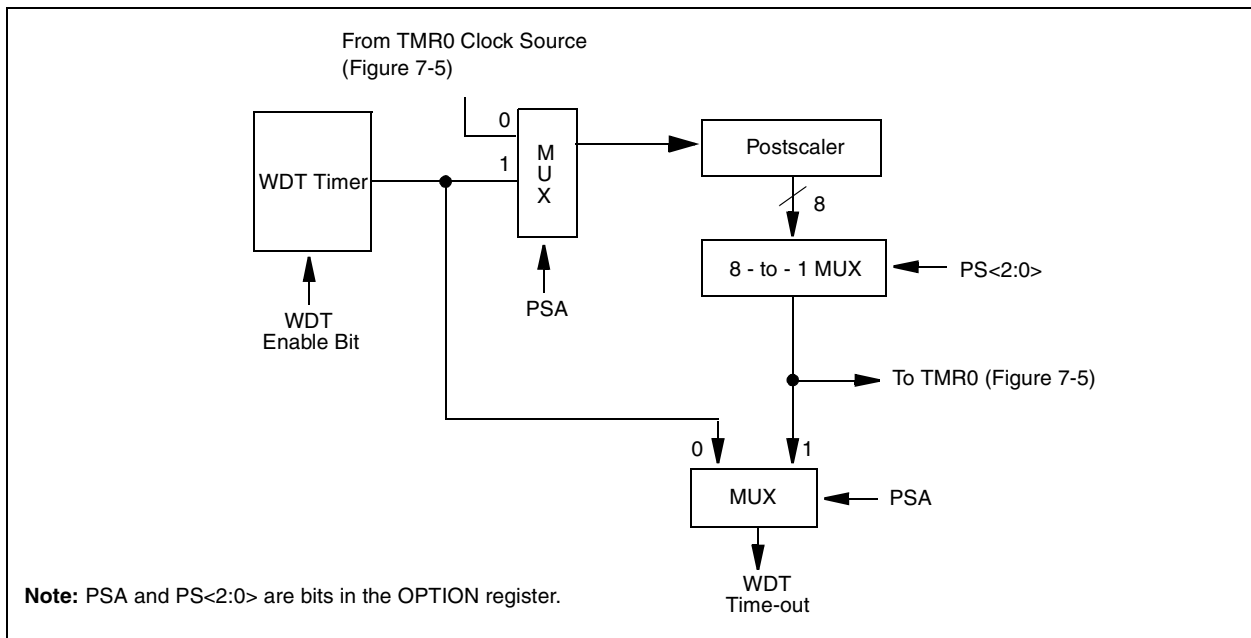 From TMR0 Clock Source
(Figure 7-5)
0
1
M
U
X
WDT Timer
Postscaler
8
8 - to - 1 MUX
PS<2:0>
PSA
WDT
Enable Bit
To TMR0 (Figure 7-5)
0
1
MUX
PSA
WDT
Time-out
Note: PSA and PS<2:0> are bits in the OPTION register.